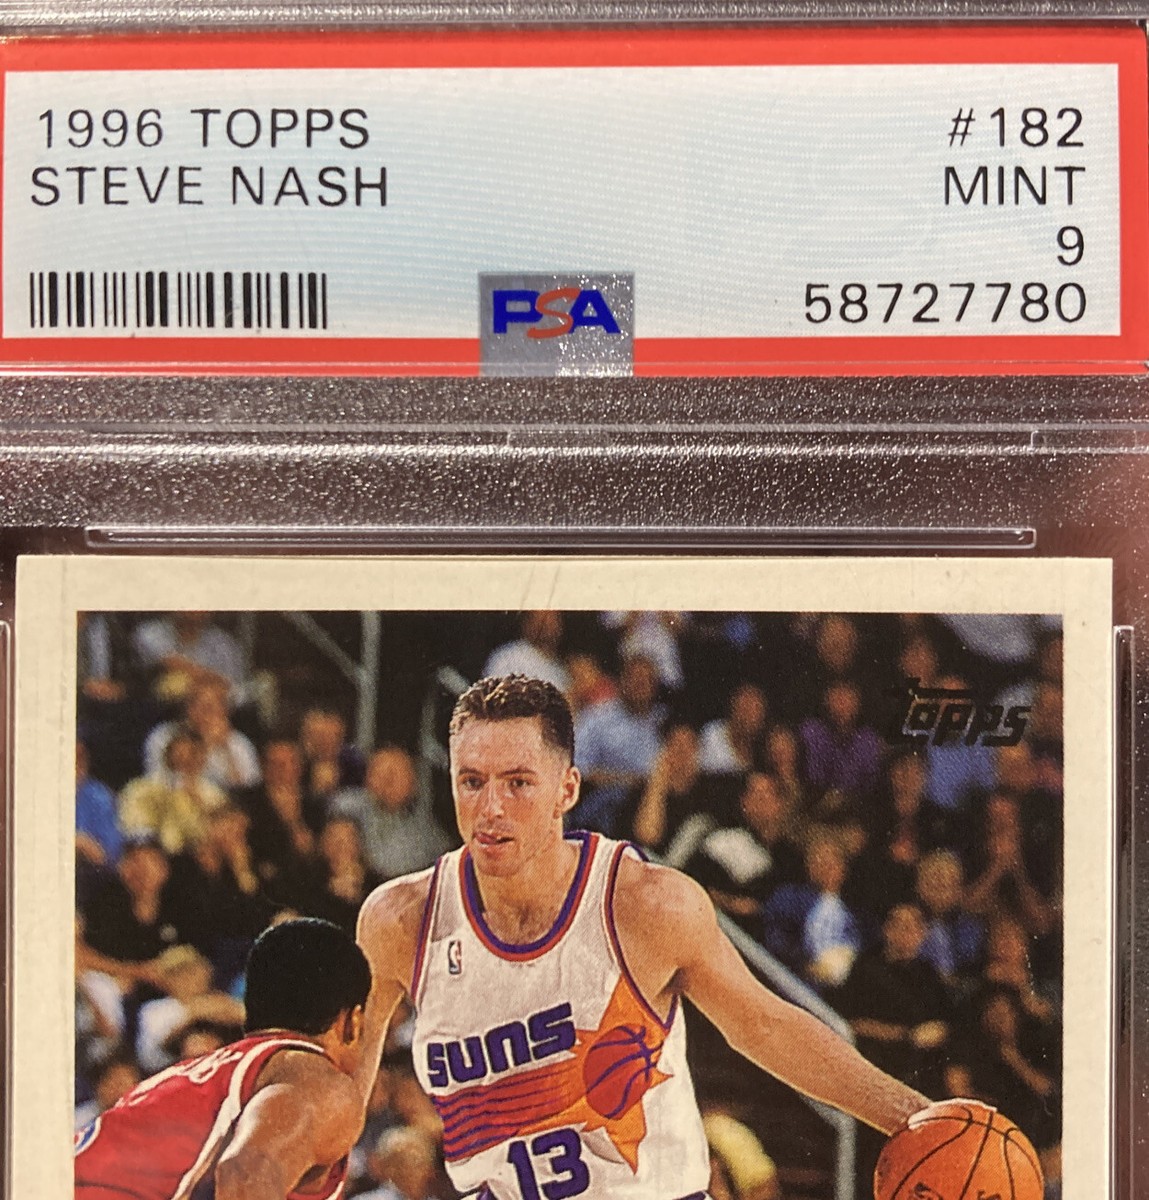 1996 TOPPS #182
STEVE NASH MINT
9
PSA 58727780
Topps
SUNS
13